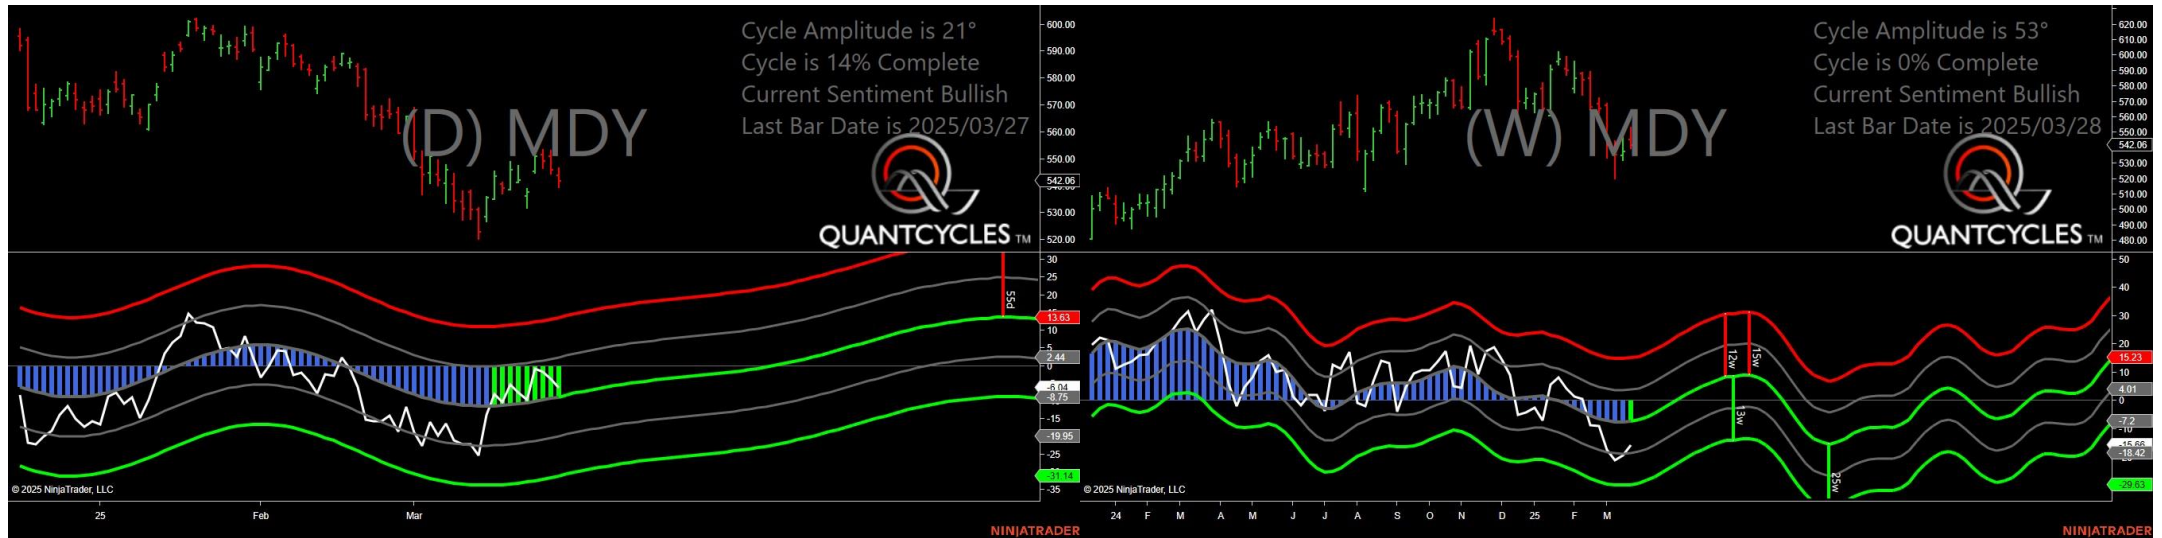 Cycle Amplitude is 21°
Cycle is 14% Complete
Current Sentiment Bullish
Last Bar Date is 2025/03/27
(D) MDY
QUANTCYCLES TM
600.00
590.00
580.00
570.00
560.00
550.00
542.06
530.00
520.00
30
25
20
13.63
10
5
2.44
0
-6.04
-8.75
-15
-19.95
-25
-31.14
-35
55d
© 2025 NinjaTrader, LLC
25 Feb Mar
NINJATRADER
Cycle Amplitude is 53°
Cycle is 0% Complete
Current Sentiment Bullish
Last Bar Date is 2025/03/28
(W) MDY
QUANTCYCLES TM
620.00
610.00
600.00
590.00
580.00
570.00
560.00
550.00
542.06
530.00
520.00
510.00
500.00
490.00
480.00
50
40
30
20
15.23
10
4.01
0
-7.2
-10
-15.66
-18.42
-29.63
12w
15w
13w
25w
© 2025 NinjaTrader, LLC
24 F M A M J J A S O N D 25 F M
NINJATRADER